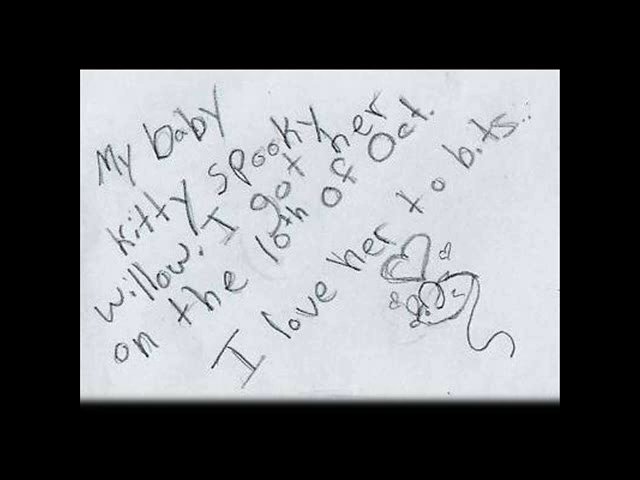 My baby
kitty spooky
willow. I got her
on the 10th of Oct.
I love her to bits..